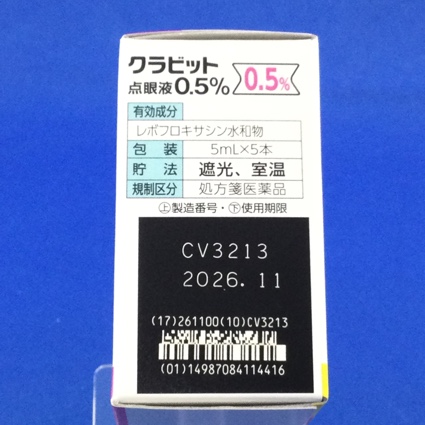 クラビット
点眼液0.5% 0.5%
有効成分
レボフロキサシン水和物
包装 5mL×5本
貯法 遮光、室温
規制区分 処方箋医薬品
㊤製造番号・㊦使用期限
CV3213
2026.11
(17)261100(10)CV3213
(01)14987084114416